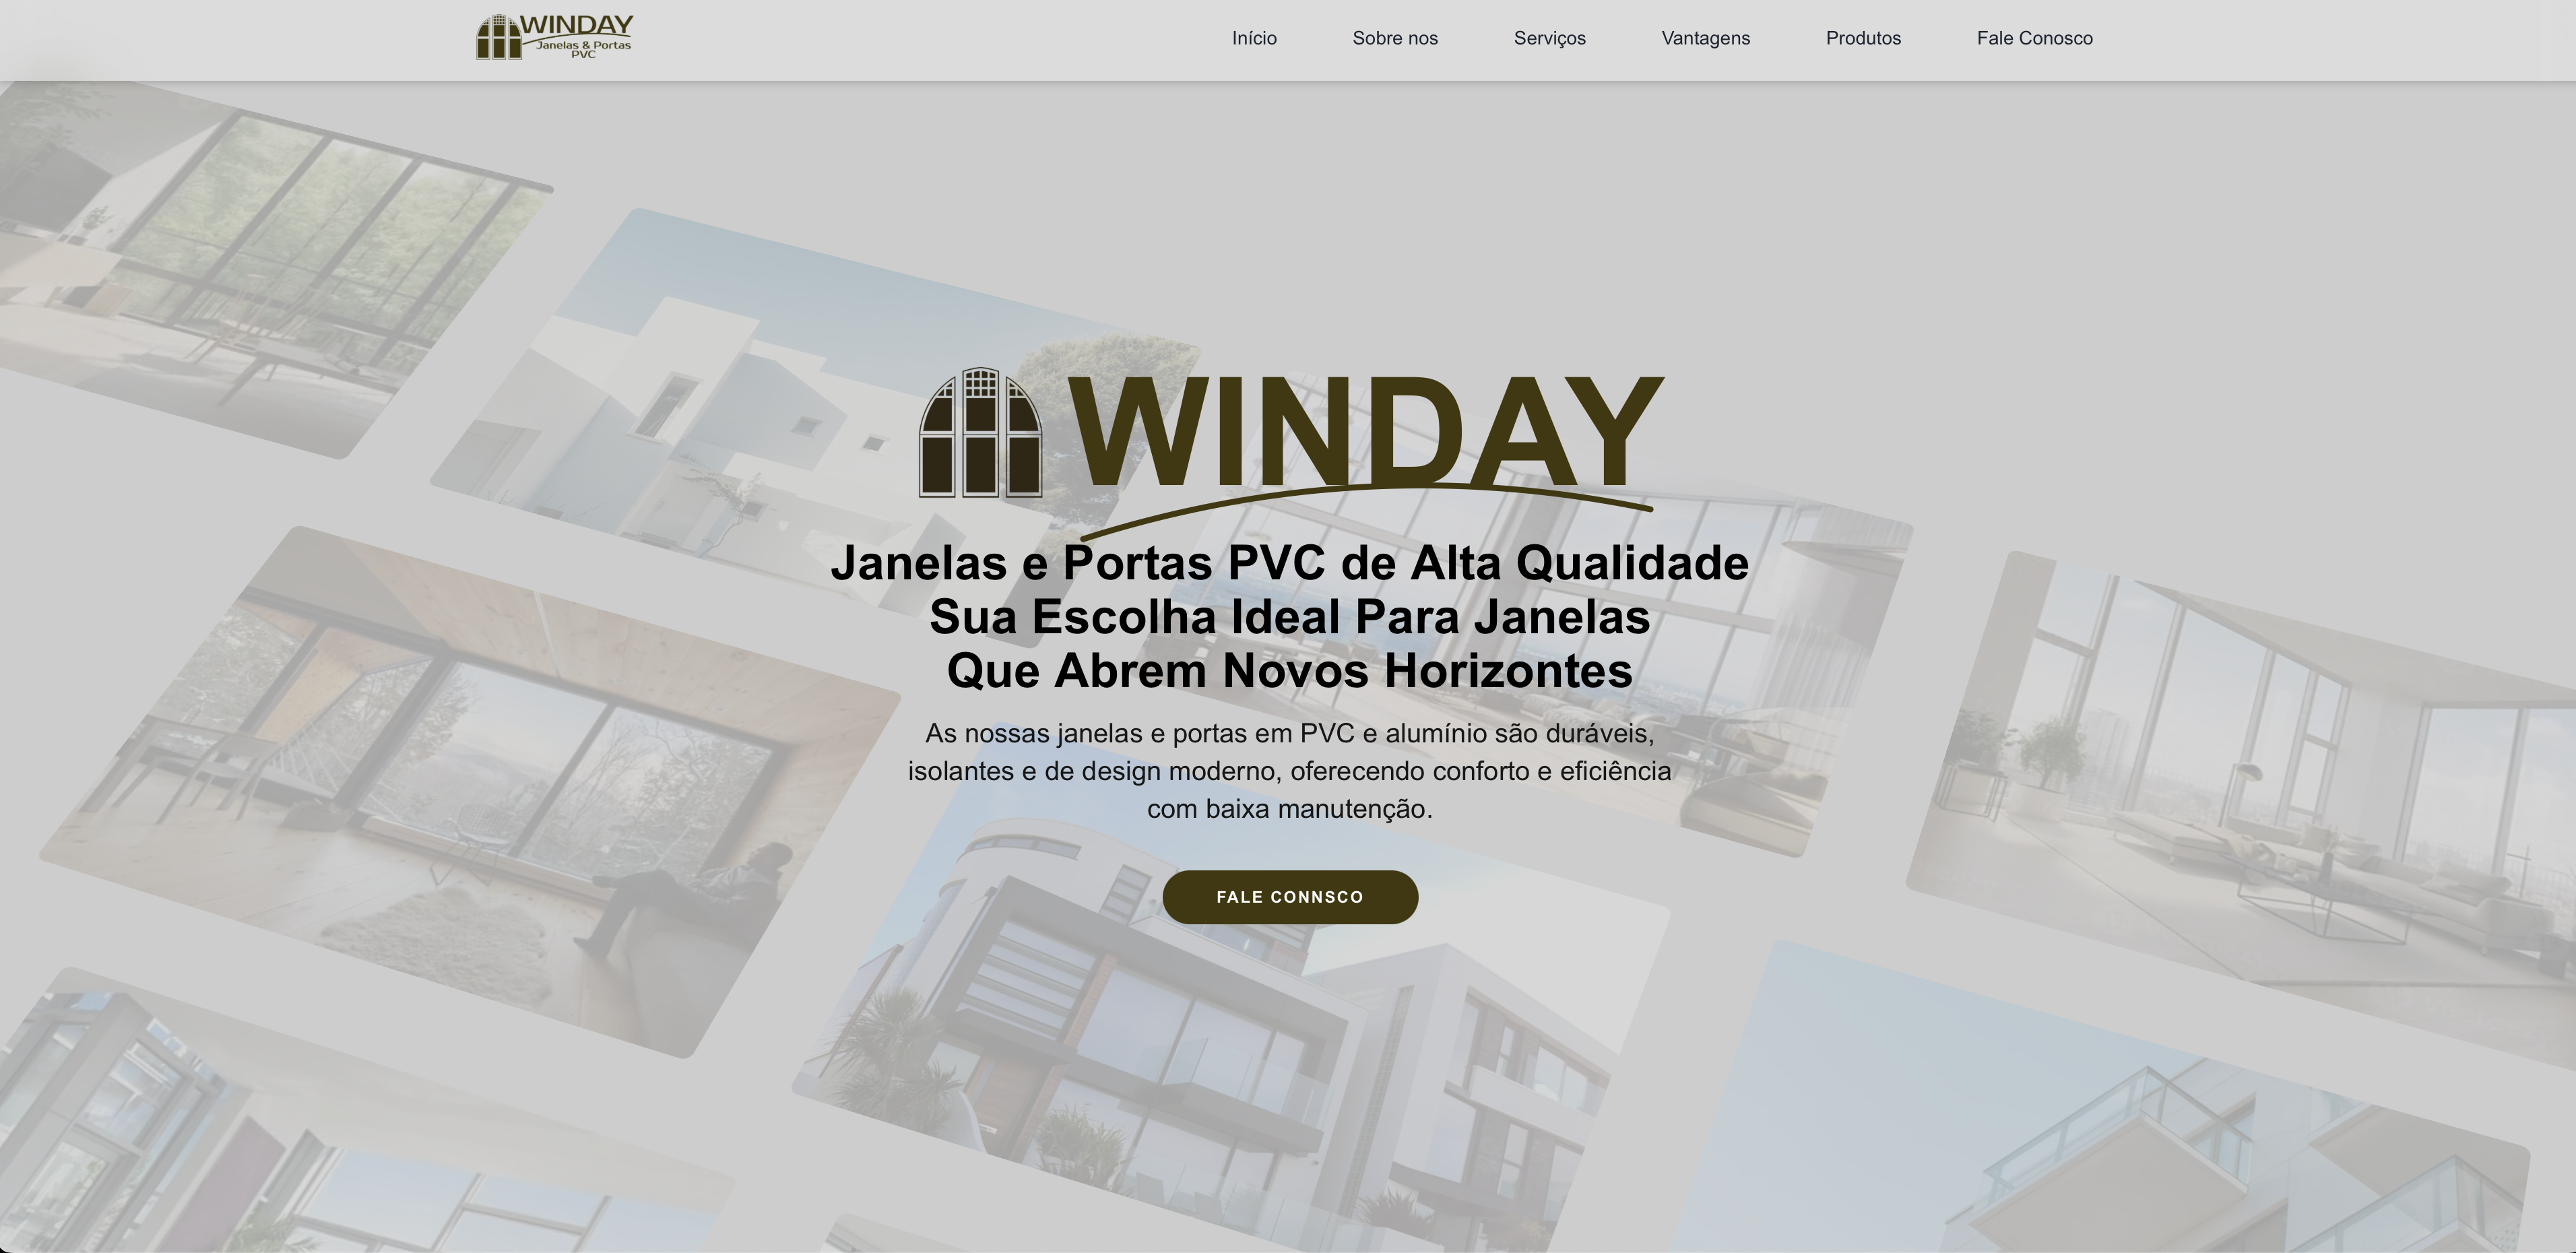 WINDAY
Janelas & Portas
PVC
Início
Sobre nos
Serviços
Vantagens
Produtos
Fale Conosco
WINDAY
Janelas e Portas PVC de Alta Qualidade
Sua Escolha Ideal Para Janelas
Que Abrem Novos Horizontes
As nossas janelas e portas em PVC e alumínio são duráveis,
isolantes e de design moderno, oferecendo conforto e eficiência
com baixa manutenção.
FALE CONNSCO